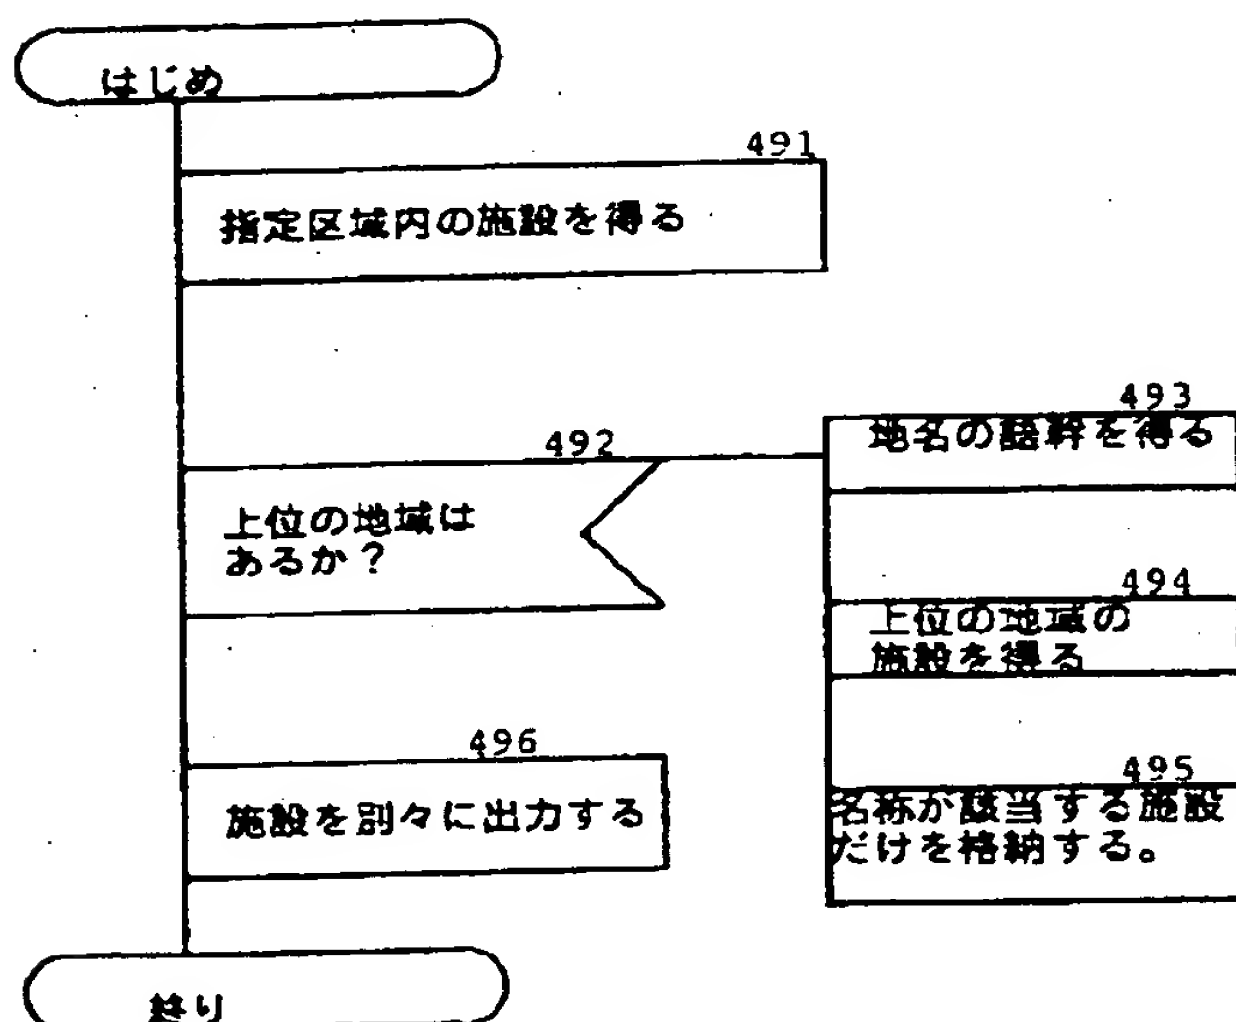 はじめ
491
指定区域内の施設を得る
492
上位の地域は
あるか？
493
地名の語幹を得る
494
上位の地域の
施設を得る
495
名称が該当する施設
だけを格納する。
496
施設を別々に出力する
終り